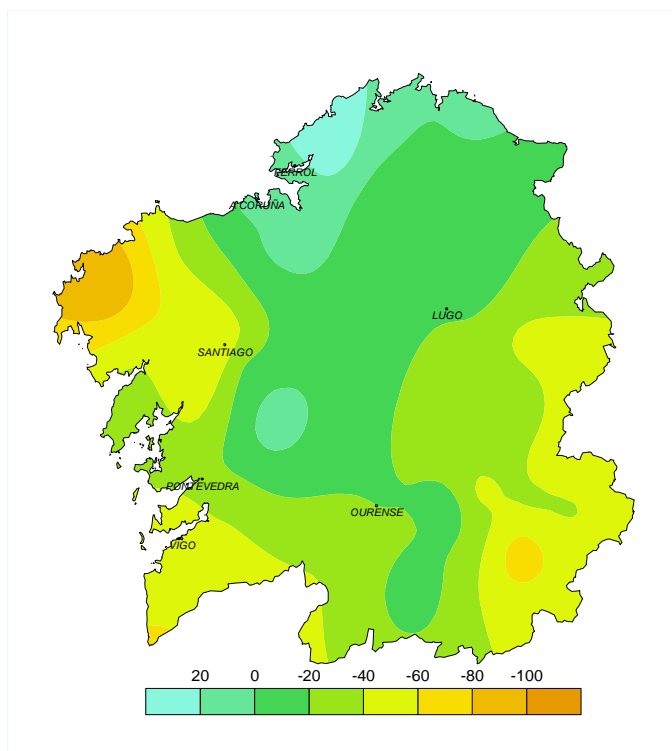 FERROL
A CORUÑA
LUGO
SANTIAGO
PONTEVEDRA
OURENSE
VIGO
20 0 -20 -40 -60 -80 -100